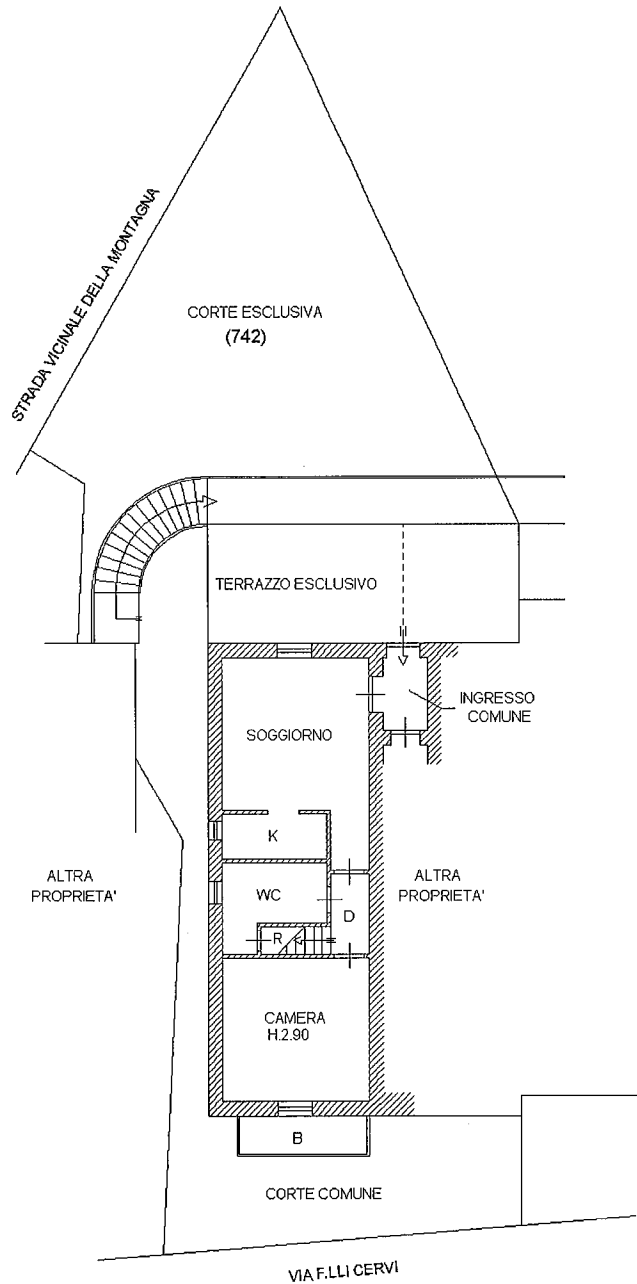 STRADA VICINALE DELLA MONTAGNA
CORTE ESCLUSIVA
(742)
TERRAZZO ESCLUSIVO
INGRESSO
COMUNE
SOGGIORNO
K
ALTRA
PROPRIETA'
WC
D
ALTRA
PROPRIETA'
R
CAMERA
H.2.90
B
CORTE COMUNE
VIA F.LLI CERVI